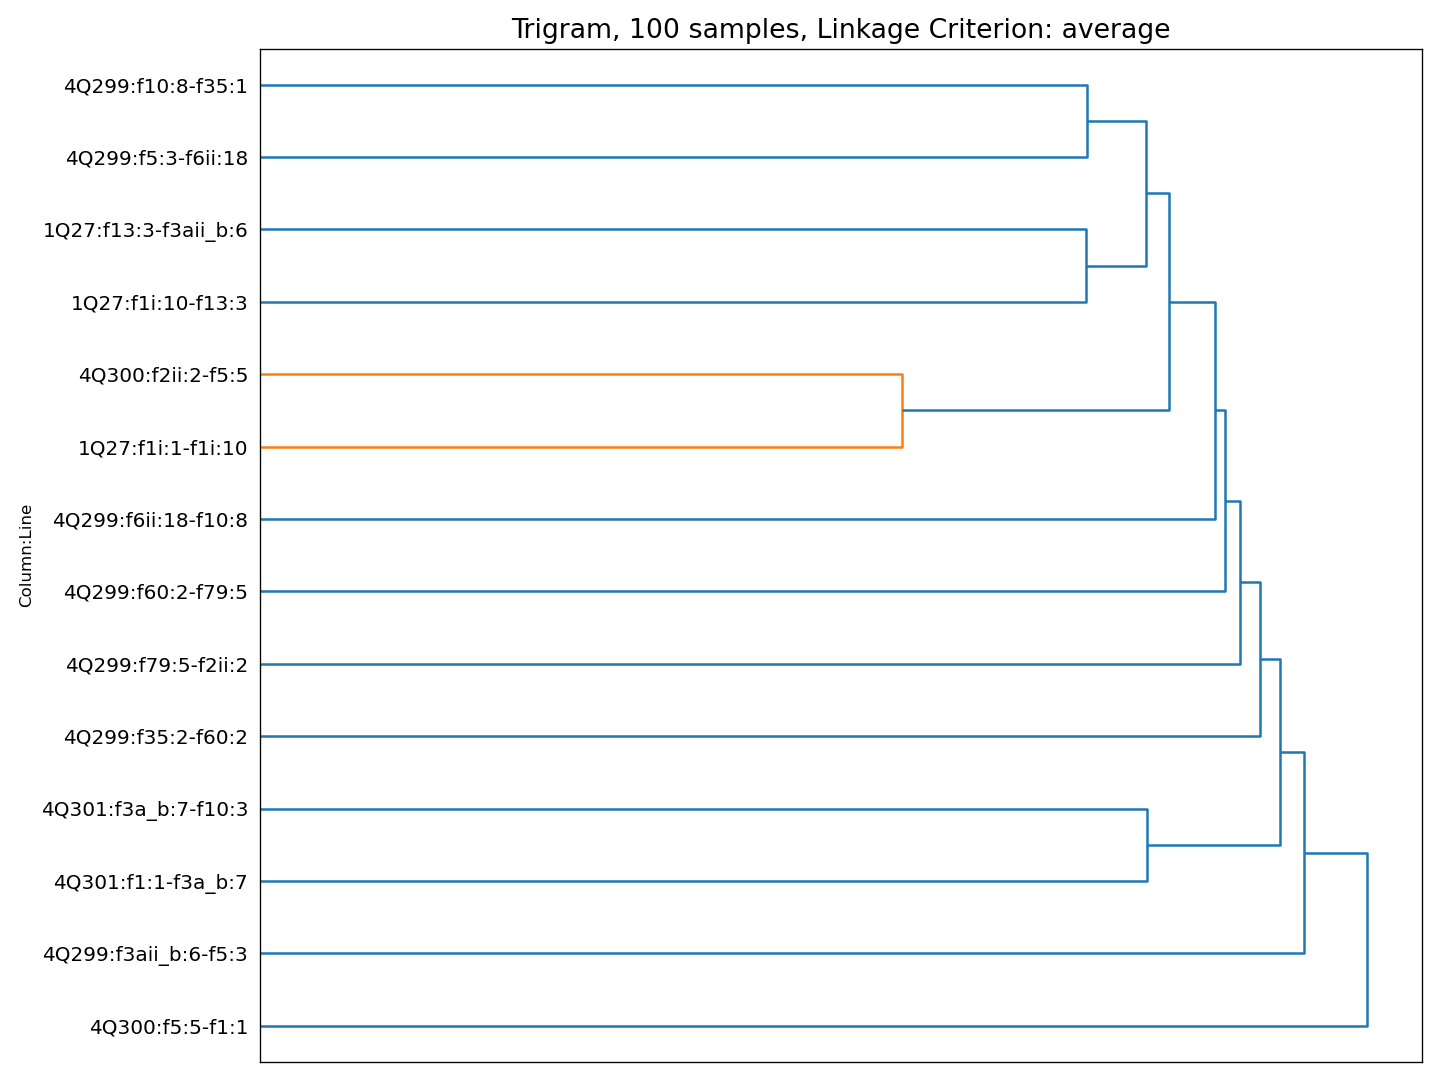 Trigram, 100 samples, Linkage Criterion: average
4Q299:f10:8-f35:1
4Q299:f5:3-f6ii:18
1Q27:f13:3-f3aii_b:6
1Q27:f1i:10-f13:3
4Q300:f2ii:2-f5:5
1Q27:f1i:1-f1i:10
4Q299:f6ii:18-f10:8
4Q299:f60:2-f79:5
4Q299:f79:5-f2ii:2
4Q299:f35:2-f60:2
4Q301:f3a_b:7-f10:3
4Q301:f1:1-f3a_b:7
4Q299:f3aii_b:6-f5:3
4Q300:f5:5-f1:1
Column:Line